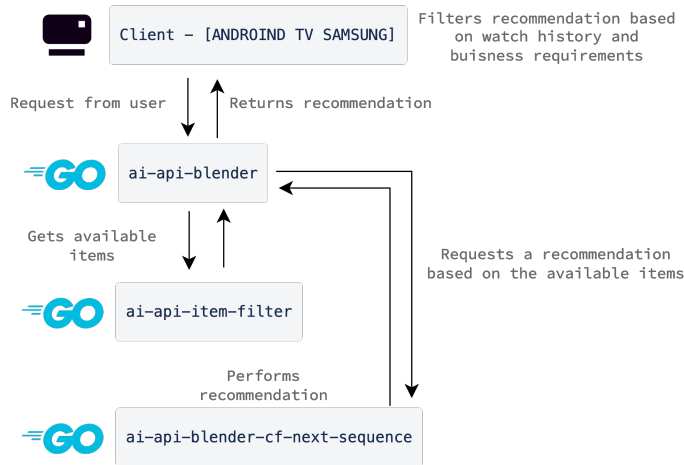 Filters recommendation based
on watch history and
buisness requirements
Client - [ANDROIND TV SAMSUNG]
Request from user
Returns recommendation
GO
ai-api-blender
Gets available
items
Requests a recommendation
based on the available items
GO
ai-api-item-filter
Performs
recommendation
GO
ai-api-blender-cf-next-sequence